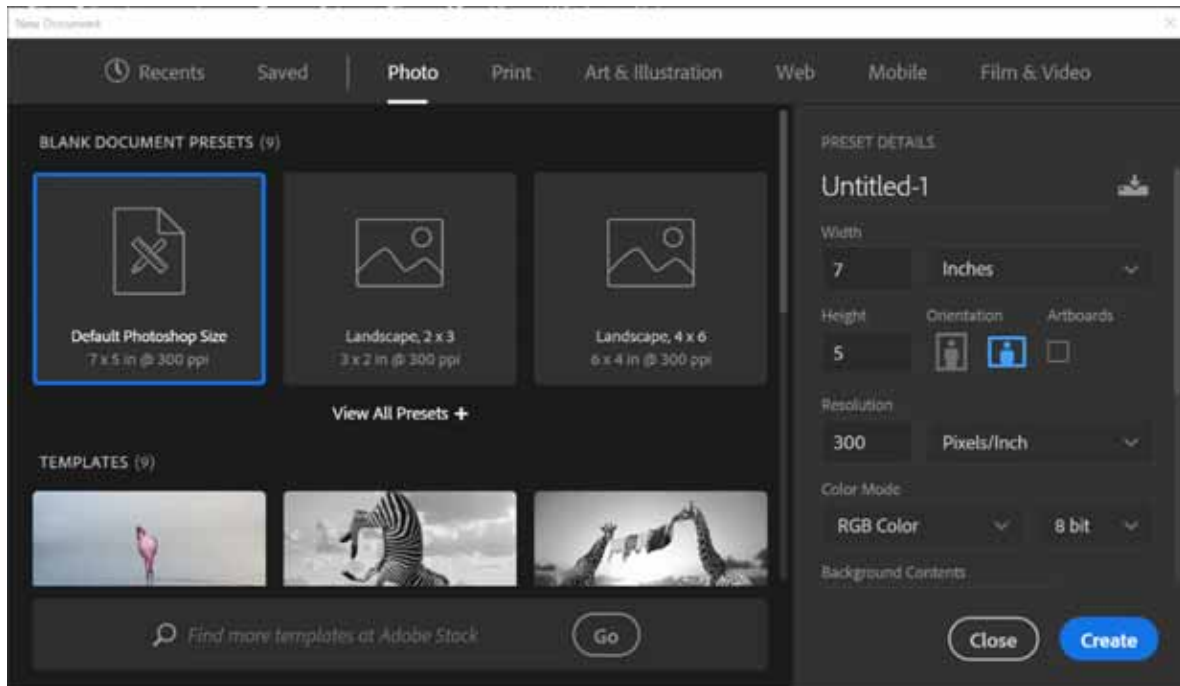 New Document
Recents Saved Photo Print Art & Illustration Web Mobile Film & Video
BLANK DOCUMENT PRESETS (9)
Default Photoshop Size
7 x 5 in @ 300 ppi
Landscape, 2 x 3
3 x 2 in @ 300 ppi
Landscape, 4 x 6
6 x 4 in @ 300 ppi
View All Presets +
TEMPLATES (9)
Find more templates at Adobe Stock
Go
PRESET DETAILS
Untitled-1
Width
7 Inches
Height Orientation Artboards
5
Resolution
300 Pixels/Inch
Color Mode
RGB Color 8 bit
Background Contents
Close Create